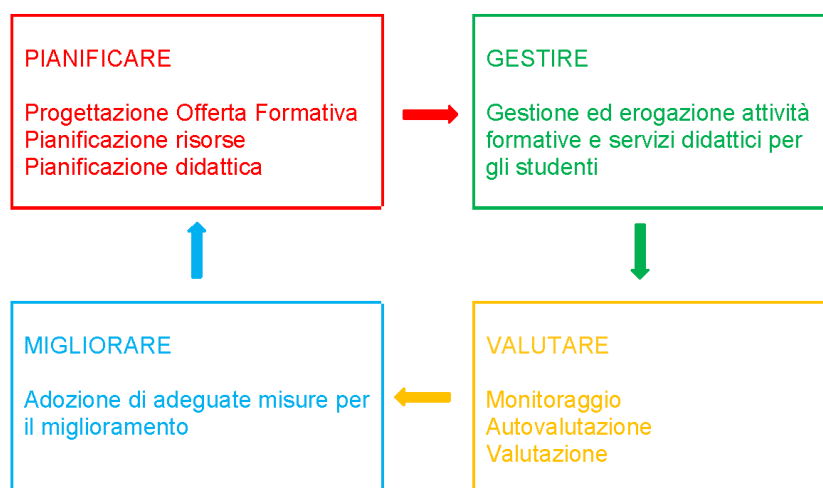 PIANIFICARE
Progettazione Offerta Formativa
Pianificazione risorse
Pianificazione didattica
GESTIRE
Gestione ed erogazione attività
formative e servizi didattici per
gli studenti
MIGLIORARE
Adozione di adeguate misure per
il miglioramento
VALUTARE
Monitoraggio
Autovalutazione
Valutazione